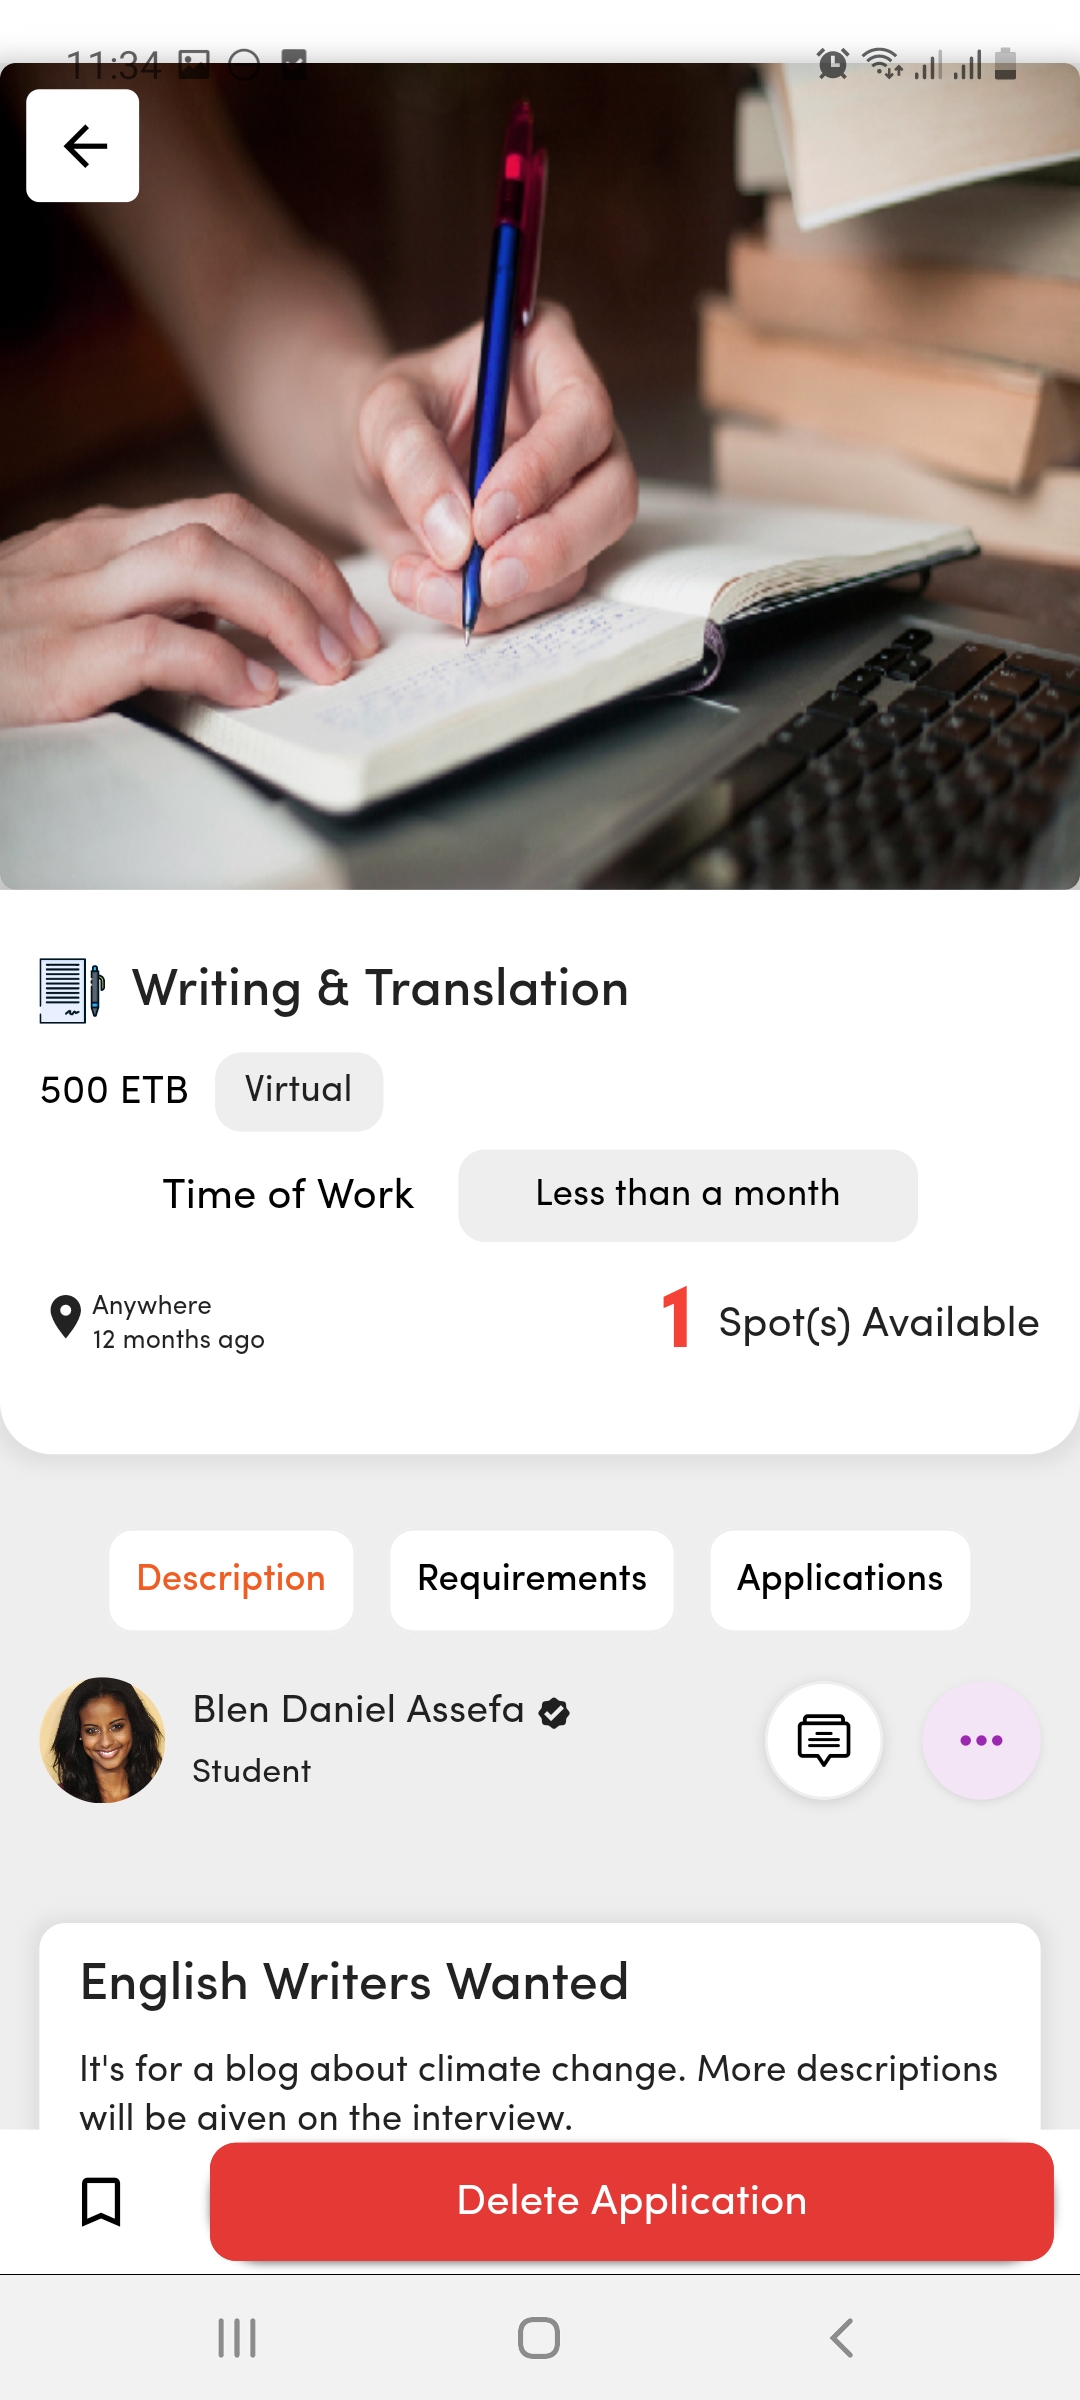 11:34
Writing & Translation
500 ETB Virtual
Time of Work Less than a month
Anywhere
12 months ago
1 Spot(s) Available
Description Requirements Applications
Blen Daniel Assefa
Student
English Writers Wanted
It's for a blog about climate change. More descriptions
will be given on the interview.
Delete Application